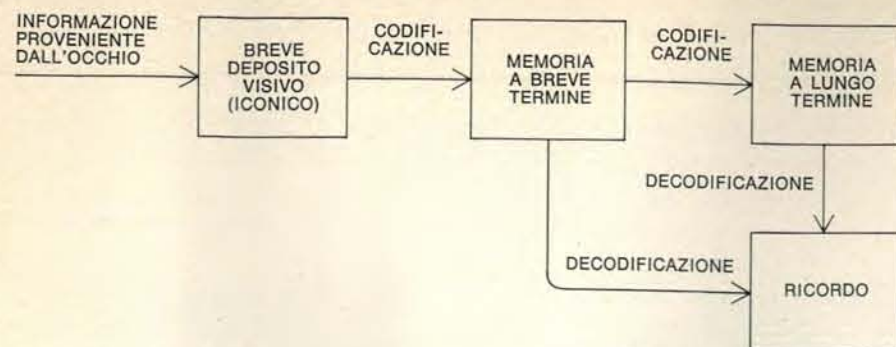 INFORMAZIONE
PROVENIENTE
DALL'OCCHIO
BREVE
DEPOSITO
VISIVO
(ICONICO)
CODIFI-
CAZIONE
MEMORIA
A BREVE
TERMINE
CODIFI-
CAZIONE
MEMORIA
A LUNGO
TERMINE
DECODIFICAZIONE
DECODIFICAZIONE
RICORDO